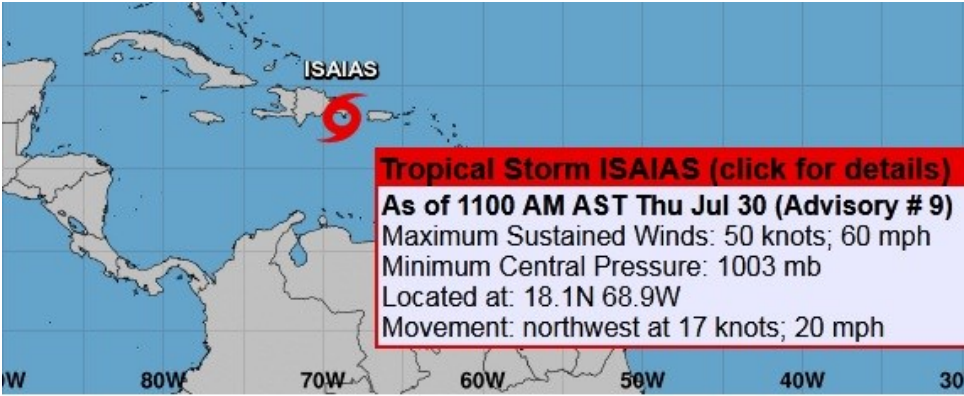 ISAIAS
Tropical Storm ISAIAS (click for details)
As of 1100 AM AST Thu Jul 30 (Advisory # 9)
Maximum Sustained Winds: 50 knots; 60 mph
Minimum Central Pressure: 1003 mb
Located at: 18.1N 68.9W
Movement: northwest at 17 knots; 20 mph
W 80W 70W 60W 50W 40W 30